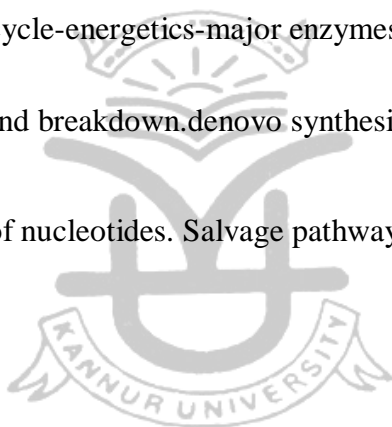 ycle-energetics-major enzymes
nd breakdown.denovo synthesi
of nucleotides. Salvage pathway
KANNUR UNIVERSITY